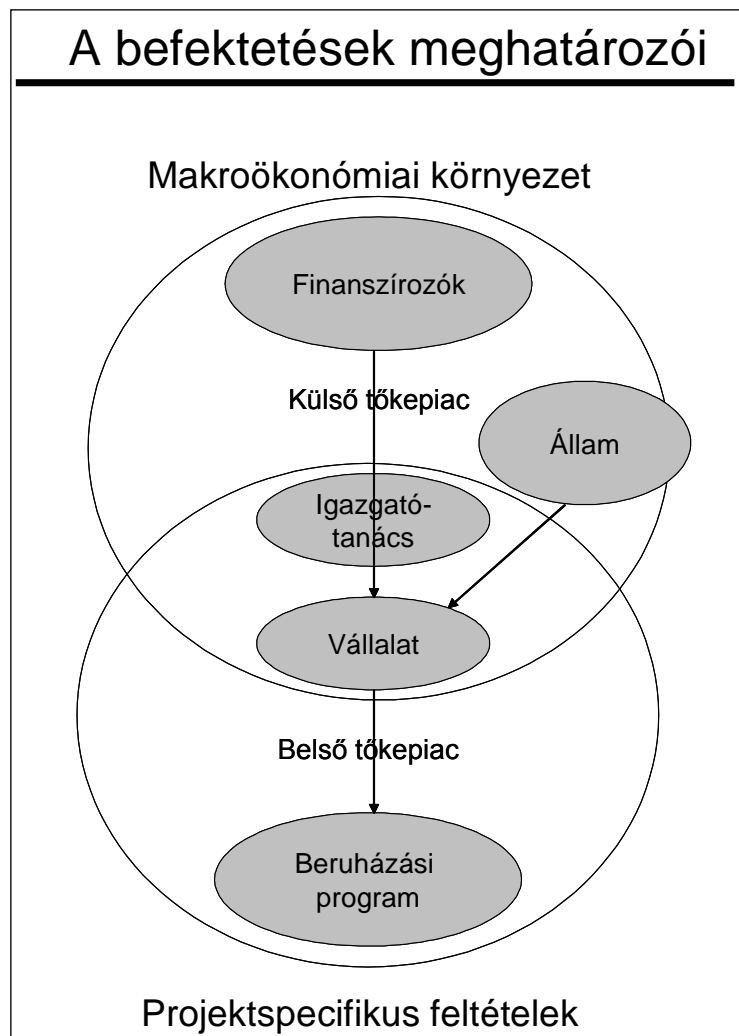 A befektetések meghatározói
Makroökonómiai környezet
Finanszírozók
Külső tőkepiac
Állam
Igazgató-
tanács
Vállalat
Belső tőkepiac
Beruházási
program
Projektspecifikus feltételek